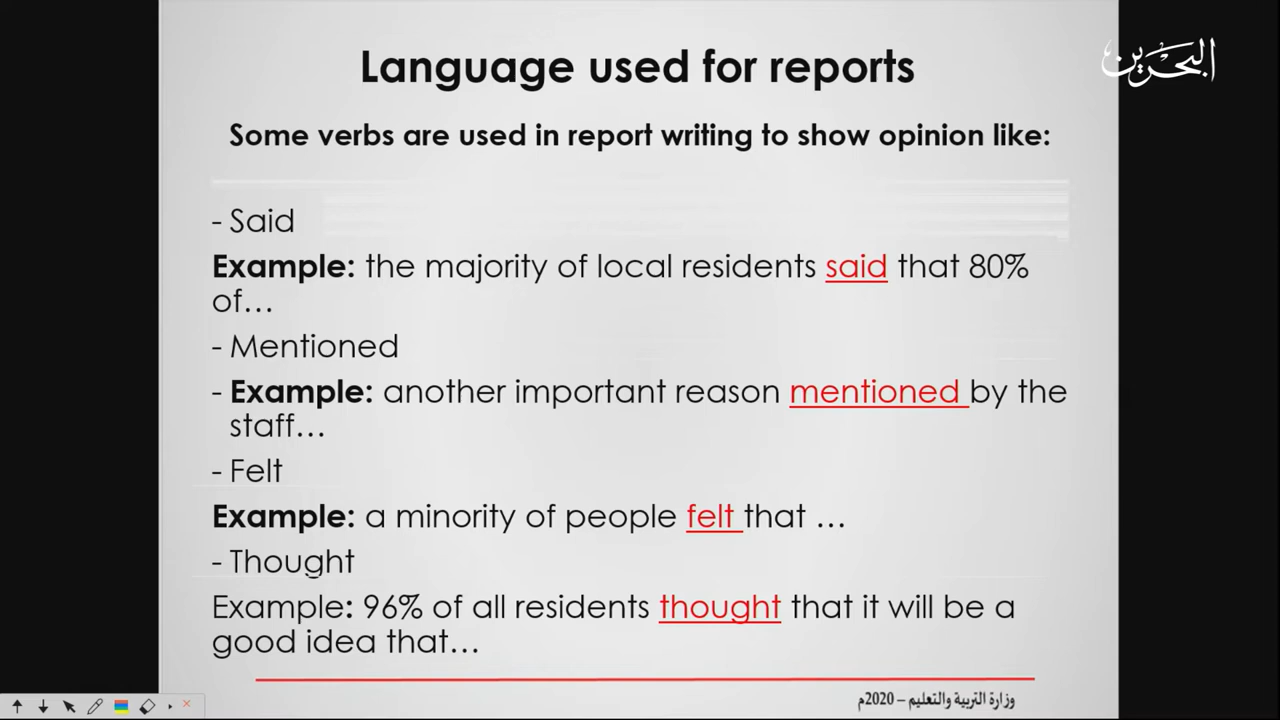 Language used for reports
البحرين
Some verbs are used in report writing to show opinion like:
- Said
Example: the majority of local residents said that 80%
of...
- Mentioned
- Example: another important reason mentioned by the
staff...
- Felt
Example: a minority of people felt that ...
- Thought
Example: 96% of all residents thought that it will be a
good idea that...
وزارة التربية والتعليم – 2020م